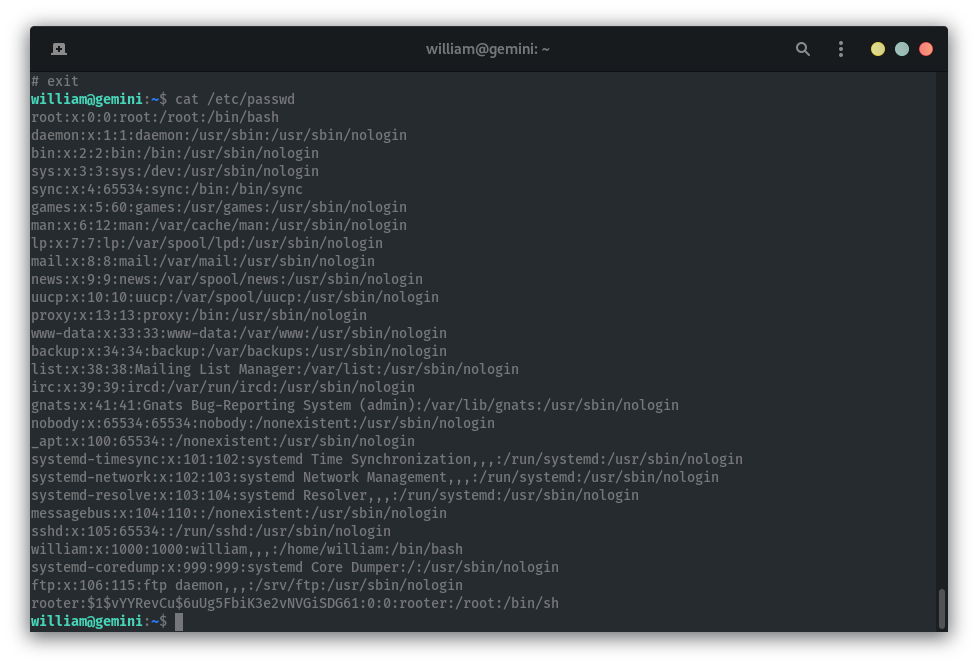 william@gemini: ~
# exit
william@gemini:~$ cat /etc/passwd
root:x:0:0:root:/root:/bin/bash
daemon:x:1:1:daemon:/usr/sbin:/usr/sbin/nologin
bin:x:2:2:bin:/bin:/usr/sbin/nologin
sys:x:3:3:sys:/dev:/usr/sbin/nologin
sync:x:4:65534:sync:/bin:/bin/sync
games:x:5:60:games:/usr/games:/usr/sbin/nologin
man:x:6:12:man:/var/cache/man:/usr/sbin/nologin
lp:x:7:7:lp:/var/spool/lpd:/usr/sbin/nologin
mail:x:8:8:mail:/var/mail:/usr/sbin/nologin
news:x:9:9:news:/var/spool/news:/usr/sbin/nologin
uucp:x:10:10:uucp:/var/spool/uucp:/usr/sbin/nologin
proxy:x:13:13:proxy:/bin:/usr/sbin/nologin
www-data:x:33:33:www-data:/var/www:/usr/sbin/nologin
backup:x:34:34:backup:/var/backups:/usr/sbin/nologin
list:x:38:38:Mailing List Manager:/var/list:/usr/sbin/nologin
irc:x:39:39:ircd:/var/run/ircd:/usr/sbin/nologin
gnats:x:41:41:Gnats Bug-Reporting System (admin):/var/lib/gnats:/usr/sbin/nologin
nobody:x:65534:65534:nobody:/nonexistent:/usr/sbin/nologin
_apt:x:100:65534::/nonexistent:/usr/sbin/nologin
systemd-timesync:x:101:102:systemd Time Synchronization,,,:/run/systemd:/usr/sbin/nologin
systemd-network:x:102:103:systemd Network Management,,,:/run/systemd:/usr/sbin/nologin
systemd-resolve:x:103:104:systemd Resolver,,,:/run/systemd:/usr/sbin/nologin
messagebus:x:104:110::/nonexistent:/usr/sbin/nologin
sshd:x:105:65534::/run/sshd:/usr/sbin/nologin
william:x:1000:1000:william,,,:/home/william:/bin/bash
systemd-coredump:x:999:999:systemd Core Dumper:/:/usr/sbin/nologin
ftp:x:106:115:ftp daemon,,,:/srv/ftp:/usr/sbin/nologin
rooter:$1$vYYRevCu$6uUg5FbiK3e2vNVGiSDG61:0:0:rooter:/root:/bin/sh
william@gemini:~$